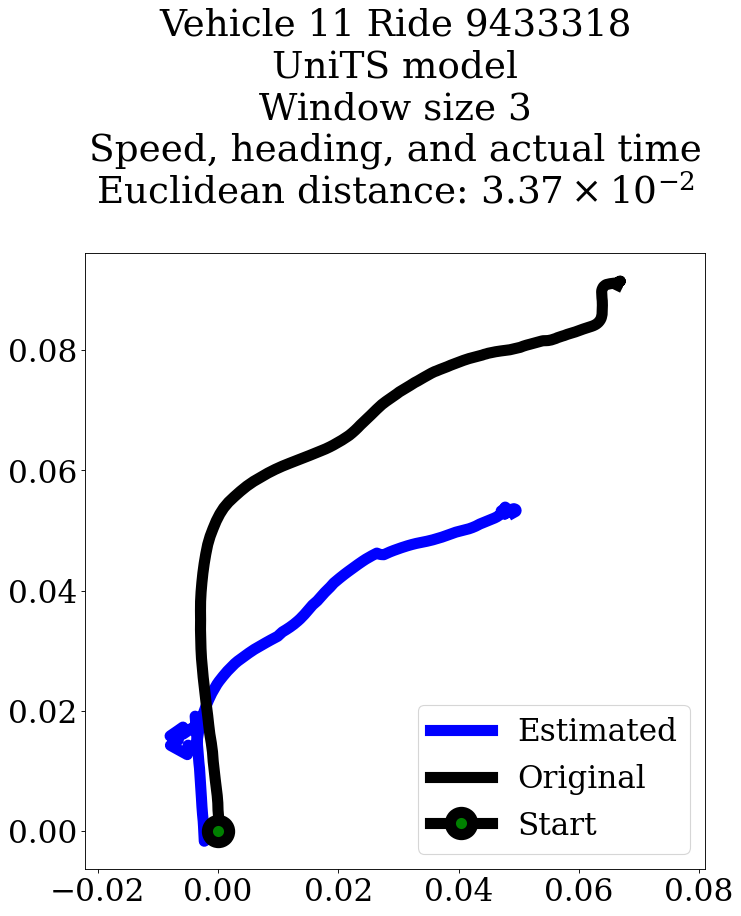 Vehicle 11 Ride 9433318
UniTS model
Window size 3
Speed, heading, and actual time
Euclidean distance: 3.37 × 10⁻²
0.08
0.06
0.04
0.02
0.00
Estimated
Original
Start
−0.02 0.00 0.02 0.04 0.06 0.08